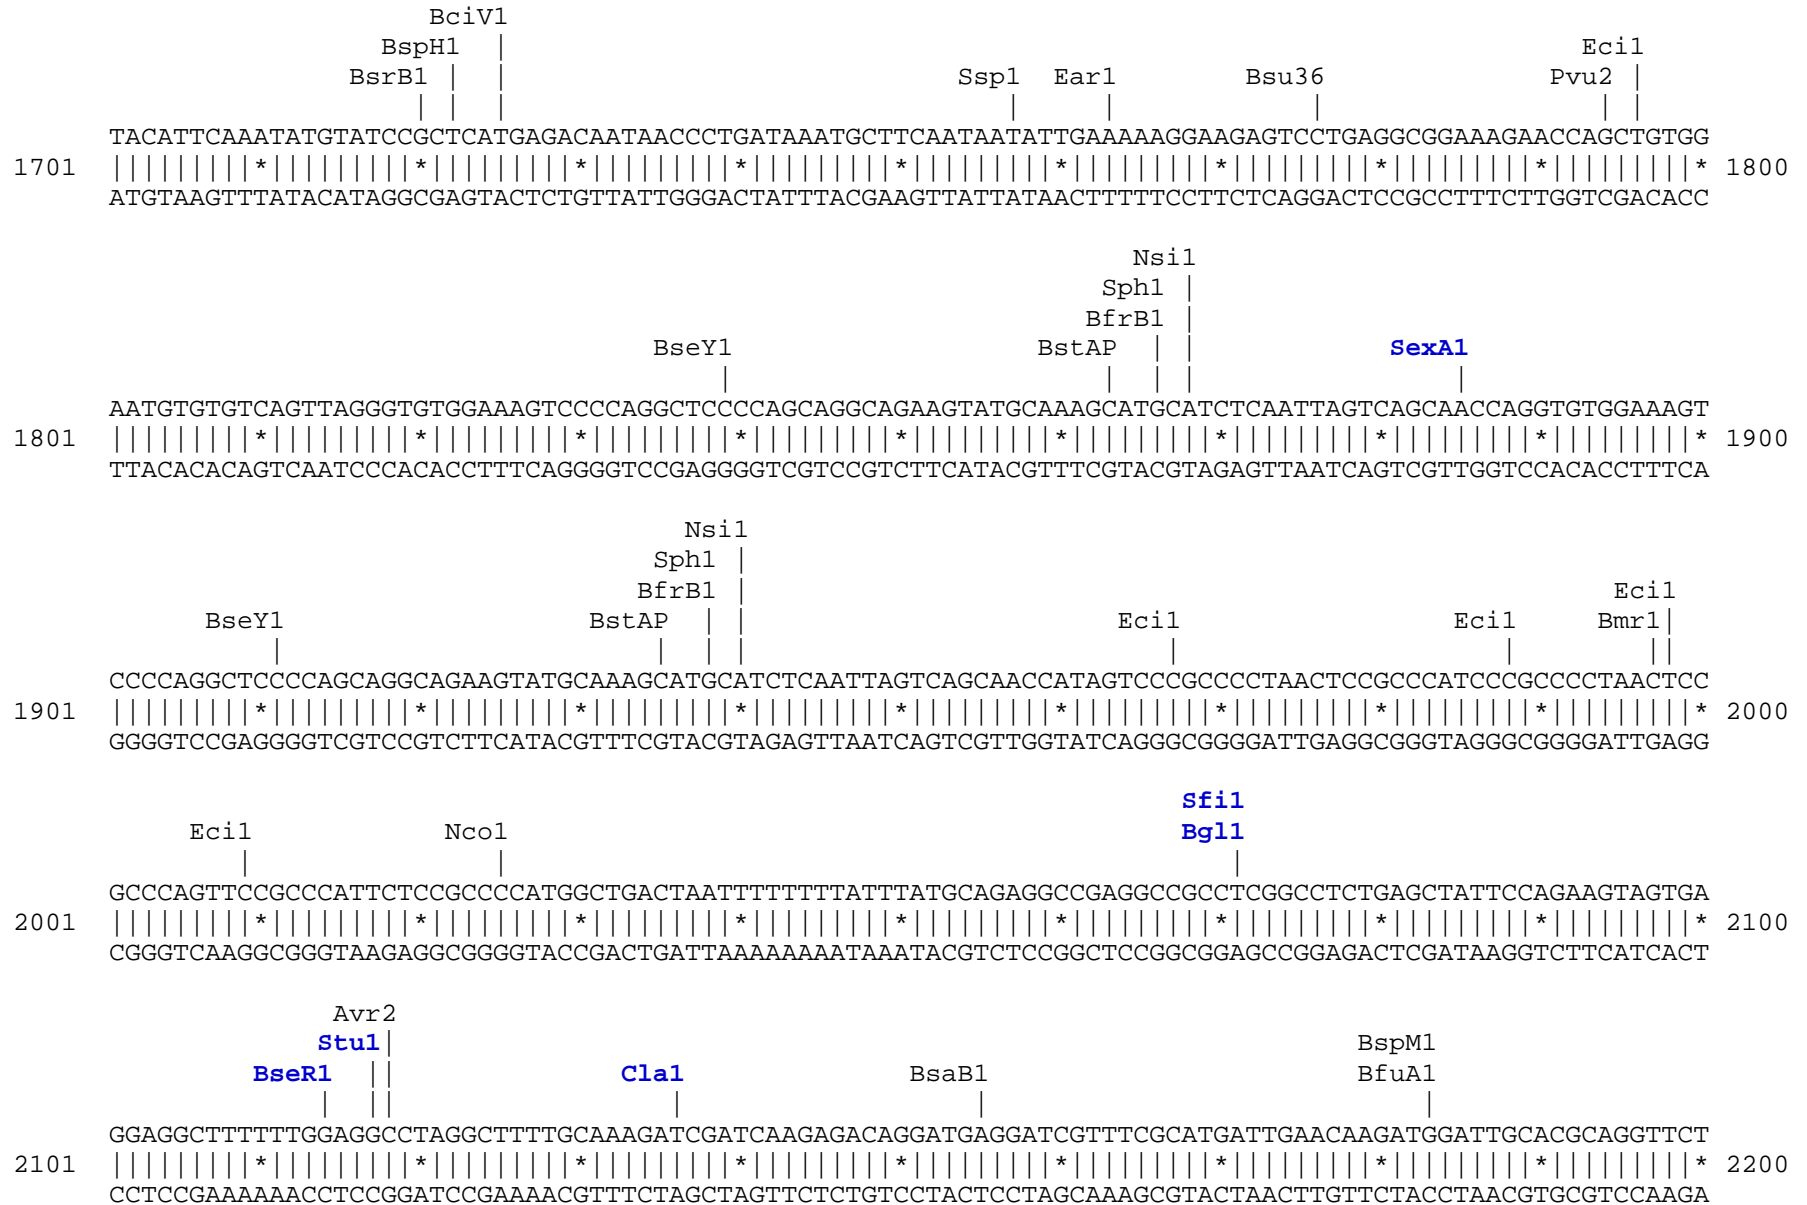 BciV1
BspH1 |
BsrB1 | | Ssp1 Ear1 Bsu36 Pvu2 Eci1
TACATTCAAATATGTATCCGCTCATGAGACAATAACCCTGATAAATGCTTCAATAATATTGAAAAAGGAAGAGTCCTGAGGCGGAAAGAACCAGCTGTGG
1701 |||||||||*|||||||||*|||||||||*|||||||||*|||||||||*|||||||||*|||||||||*|||||||||*|||||||||*|||||||||* 1800
ATGTAAGTTTATACATAGGCGAGTACTCTGTTATTGGGACTATTTACGAAGTTATTATAACTTTTTCCTTCTCAGGACTCCGCCTTTCTTGGTCGACACC
Nsi1
Sph1 |
BfrB1 |
BseY1 BstAP | | SexA1
AATGTGTGTCAGTTAGGGTGTGGAAAGTCCCCAGGCTCCCCAGCAGGCAGAAGTATGCAAAGCATGCATCTCAATTAGTCAGCAACCAGGTGTGGAAAGT
1801 |||||||||*|||||||||*|||||||||*|||||||||*|||||||||*|||||||||*|||||||||*|||||||||*|||||||||*|||||||||* 1900
TTACACACAGTCAATCCCACACCTTTCAGGGGTCCGAGGGGTCGTCCGTCTTCATACGTTTCGTACGTAGAGTTAATCAGTCGTTGGTCCACACCTTTCA
Nsi1
Sph1 |
BfrB1 | Eci1
BseY1 BstAP | | Eci1 Eci1 Bmr1|
CCCCAGGCTCCCCAGCAGGCAGAAGTATGCAAAGCATGCATCTCAATTAGTCAGCAACCATAGTCCCGCCCCTAACTCCGCCCATCCCGCCCCTAACTCC
1901 |||||||||*|||||||||*|||||||||*|||||||||*|||||||||*|||||||||*|||||||||*|||||||||*|||||||||*|||||||||* 2000
GGGGTCCGAGGGGTCGTCCGTCTTCATACGTTTCGTACGTAGAGTTAATCAGTCGTTGGTATCAGGGCGGGGATTGAGGCGGGTAGGGCGGGGATTGAGG
Sfi1
Eci1 Nco1 Bgl1
GCCCAGTTCCGCCCATTCTCCGCCCCATGGCTGACTAATTTTTTTTATTTATGCAGAGGCCGAGGCCGCCTCGGCCTCTGAGCTATTCCAGAAGTAGTGA
2001 |||||||||*|||||||||*|||||||||*|||||||||*|||||||||*|||||||||*|||||||||*|||||||||*|||||||||*|||||||||* 2100
CGGGTCAAGGCGGGTAAGAGGCGGGGTACCGACTGATTAAAAAAAATAAATACGTCTCCGGCTCCGGCGGAGCCGGAGACTCGATAAGGTCTTCATCACT
Avr2
Stu1| BspM1
BseR1 || Cla1 BsaB1 BfuA1
GGAGGCTTTTTTGGAGGCCTAGGCTTTTGCAAAGATCGATCAAGAGACAGGATGAGGATCGTTTCGCATGATTGAACAAGATGGATTGCACGCAGGTTCT
2101 |||||||||*|||||||||*|||||||||*|||||||||*|||||||||*|||||||||*|||||||||*|||||||||*|||||||||*|||||||||* 2200
CCTCCGAAAAAACCTCCGGATCCGAAAACGTTTCTAGCTAGTTCTCTGTCCTACTCCTAGCAAAGCGTACTAACTTGTTCTACCTAACGTGCGTCCAAGA